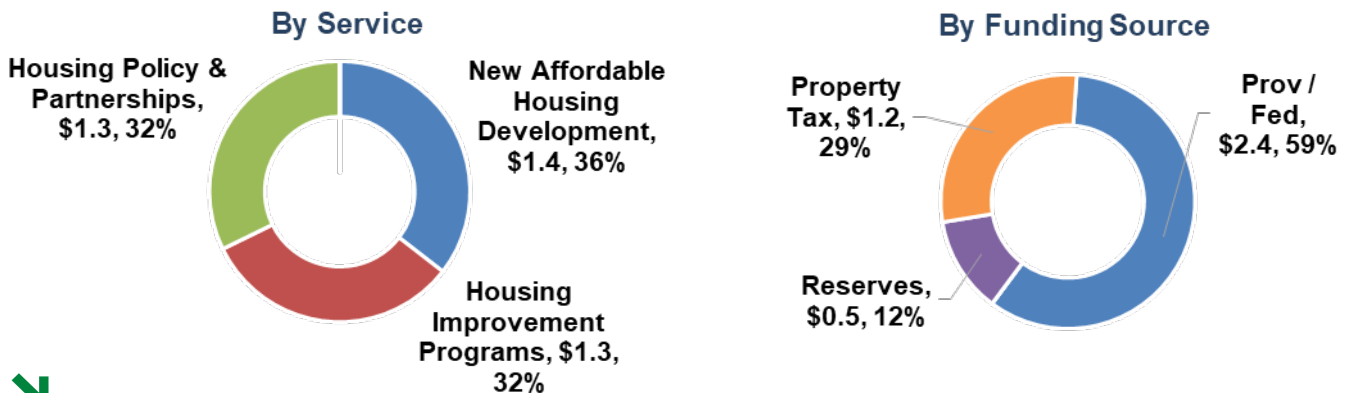 By Service
Housing Policy &
Partnerships,
$1.3, 32%
New Affordable
Housing
Development,
$1.4, 36%
Housing
Improvement
Programs, $1.3,
32%
By Funding Source
Property
Tax, $1.2,
29%
Prov /
Fed,
$2.4, 59%
Reserves,
$0.5, 12%